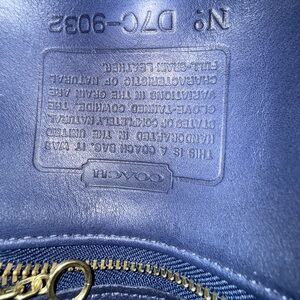 COACH
THIS IS A COACH BAG. IT WAS
HANDCRAFTED IN THE UNITED
STATES OF COMPLETELY NATURAL
GLOVE-TANNED COWHIDE. THE
VARIATIONS IN THE GRAIN ARE
CHARACTERISTIC OF NATURAL
FULL-GRAIN LEATHER.
No D7C-9032